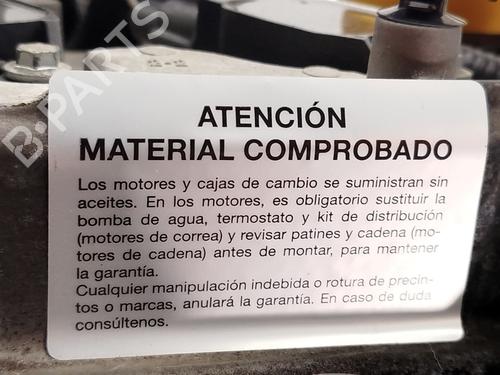 B-PARTS
ATENCIÓN
MATERIAL COMPROBADO
Los motores y cajas de cambio se suministran sin
aceites. En los motores, es obligatorio sustituir la
bomba de agua, termostato y kit de distribución
(motores de correa) y revisar patines y cadena (mo-
tores de cadena) antes de montar, para mantener
la garantía.
Cualquier manipulación indebida o rotura de precin-
tos o marcas, anulará la garantía. En caso de duda
consúltenos.